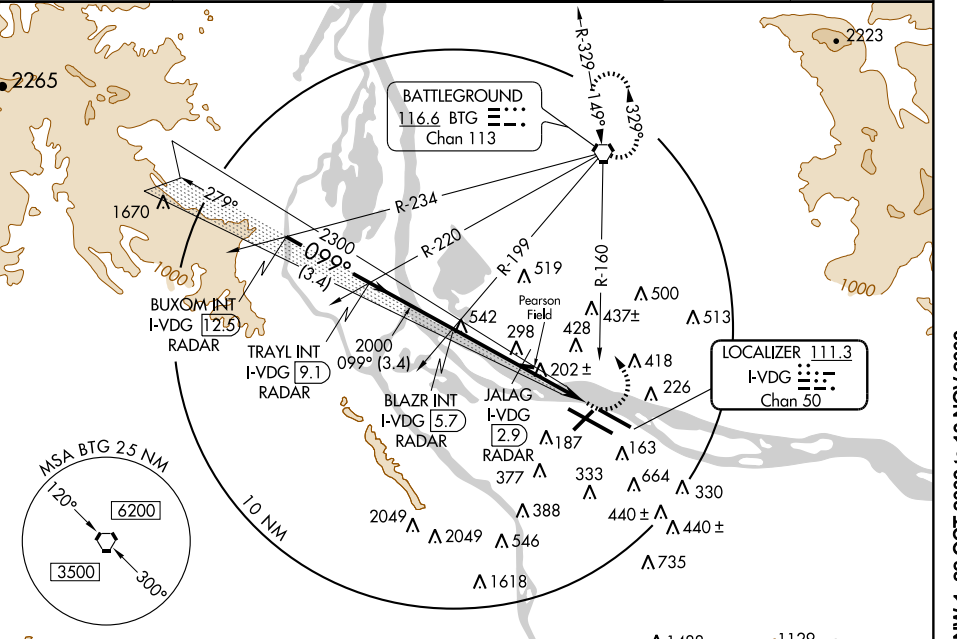 2265
2223
R-329
149°
329°
BATTLEGROUND
116.6 BTG
Chan 113
R-234
R-220
R-199
R-190
279°
1670
2300
099°
(3.4)
1000
BUXOM INT
I-VDG 12.5
RADAR
TRAYL INT
I-VDG 9.1
RADAR
2000
099° (3.4)
BLAZR INT
I-VDG 5.7
RADAR
JALAG
I-VDG
2.9
RADAR
519
Pearson
Field
542
298
428
437±
500
513
202 ±
418
226
1000
LOCALIZER 111.3
I-VDG
Chan 50
187
163
377
333
664
330
388
440 ±
440 ±
2049
2049
546
735
1618
10 NM
MSA BTG 25 NM
120°
6200
3500
300°